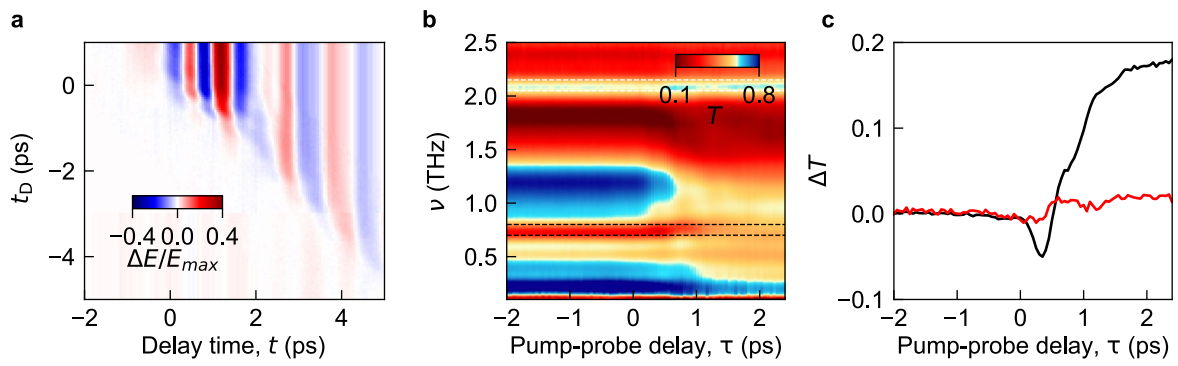 a
t_D (ps)
0
−2
−4
−0.4 0.0 0.4
ΔE/E_max
−2 0 2 4
Delay time, t (ps)
b
ν (THz)
2.5
2.0
1.5
1.0
0.5
0.1 0.8
T
−2 −1 0 1 2
Pump-probe delay, τ (ps)
c
ΔT
0.2
0.1
0.0
−0.1
−2 −1 0 1 2
Pump-probe delay, τ (ps)